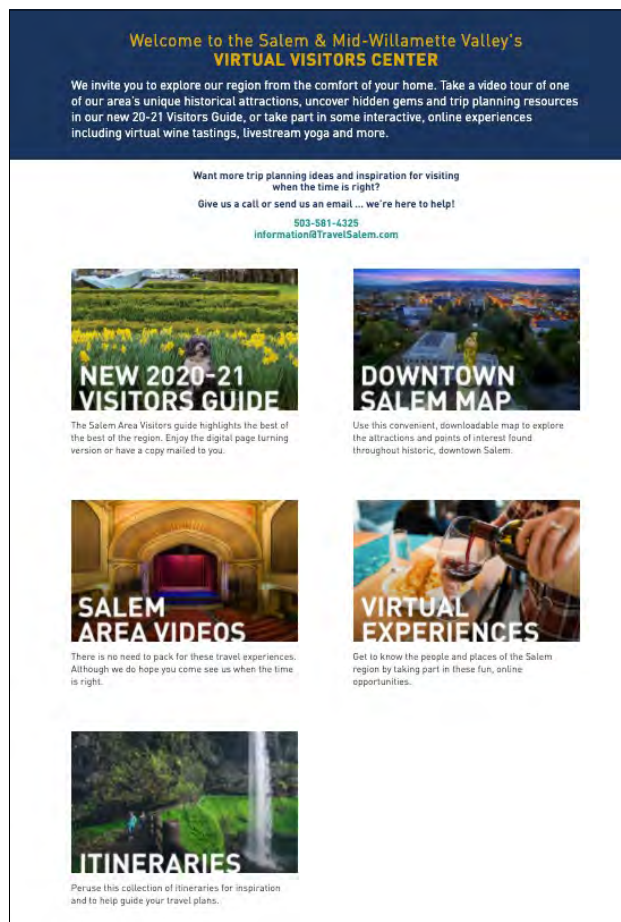 Welcome to the Salem & Mid-Willamette Valley's
VIRTUAL VISITORS CENTER
We invite you to explore our region from the comfort of your home. Take a video tour of one
of our area's unique historical attractions, uncover hidden gems and trip planning resources
in our new 20-21 Visitors Guide, or take part in some interactive, online experiences
including virtual wine tastings, livestream yoga and more.
Want more trip planning ideas and inspiration for visiting
when the time is right?
Give us a call or send us an email ... we're here to help!
503-581-4325
information@TravelSalem.com
NEW 2020-21
VISITORS GUIDE
The Salem Area Visitors guide highlights the best of
the best of the region. Enjoy the digital page turning
version or have a copy mailed to you.
DOWNTOWN
SALEM MAP
Use this convenient, downloadable map to explore
the attractions and points of interest found
throughout historic, downtown Salem.
SALEM
AREA VIDEOS
There is no need to pack for these travel experiences.
Although we do hope you come see us when the time
is right.
VIRTUAL
EXPERIENCES
Get to know the people and places of the Salem
region by taking part in these fun, online
opportunities.
ITINERARIES
Peruse this collection of itineraries for inspiration
and to help guide your travel plans.